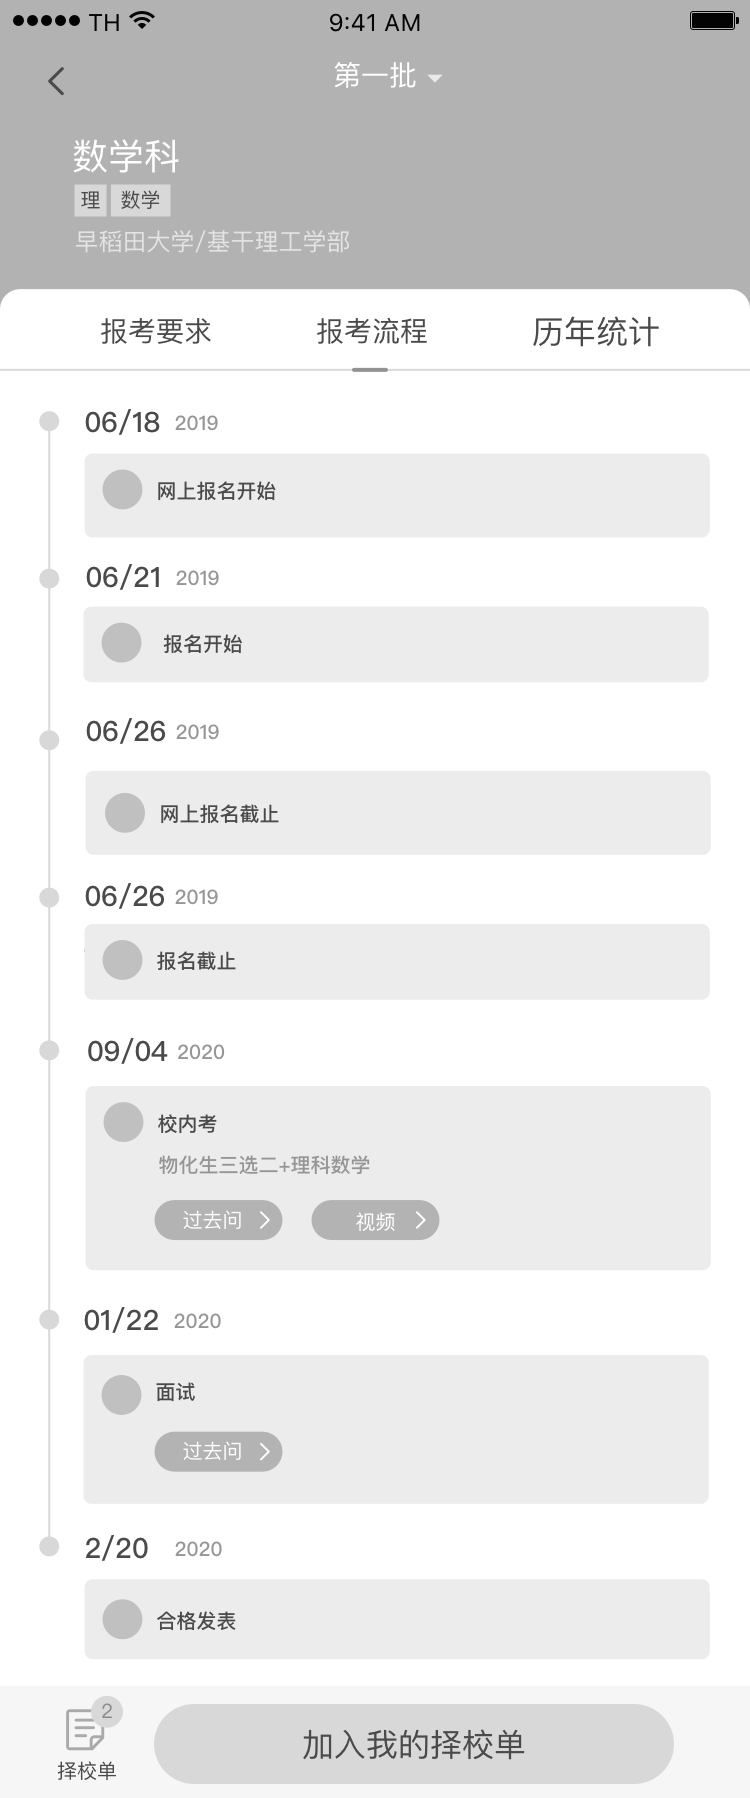 TH 9:41 AM
第一批
数学科
理 数学
早稻田大学/基干理工学部
报考要求 报考流程 历年统计
06/18 2019
网上报名开始
06/21 2019
报名开始
06/26 2019
网上报名截止
06/26 2019
报名截止
09/04 2020
校内考
物化生三选二+理科数学
过去问 视频
01/22 2020
面试
过去问
2/20 2020
合格发表
2
择校单
加入我的择校单